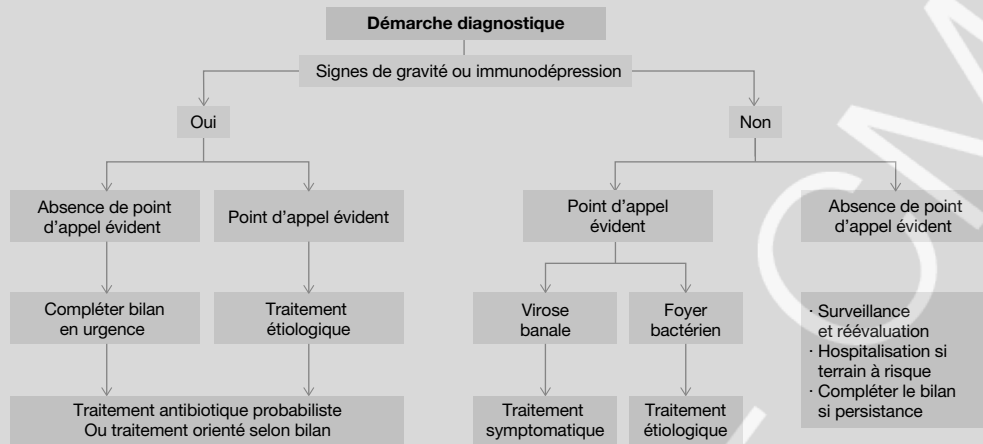 Démarche diagnostique
Signes de gravité ou immunodépression
Oui
Non
Absence de point
d'appel évident
Point d'appel évident
Point d'appel
évident
Absence de point
d'appel évident
Compléter bilan
en urgence
Traitement
étiologique
Virose
banale
Foyer
bactérien
· Surveillance
et réévaluation
· Hospitalisation si
terrain à risque
· Compléter le bilan
si persistance
Traitement antibiotique probabiliste
Ou traitement orienté selon bilan
Traitement
symptomatique
Traitement
étiologique